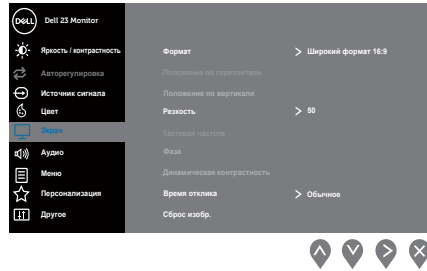 DELL
Dell 23 Monitor
Яркость / контрастность
Авторегулировка
Источник сигнала
Цвет
Экран
Аудио
Меню
Персонализация
Другое
Формат
Широкий формат 16:9
Положение по горизонтали
Положение по вертикали
Резкость
50
Тактовая частота
Фаза
Динамическая контрастность
Время отклика
Обычное
Сброс изобр.